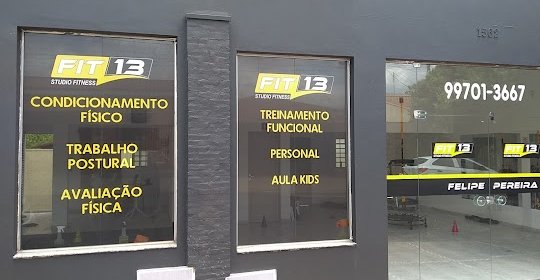 FIT 13
STUDIO FITNESS
CONDICIONAMENTO
FÍSICO
TRABALHO
POSTURAL
AVALIAÇÃO
FÍSICA
FIT 13
STUDIO FITNESS
TREINAMENTO
FUNCIONAL
PERSONAL
AULA KIDS
99701-3667
FIT 13
FIT 13
FELIPE PEREIRA